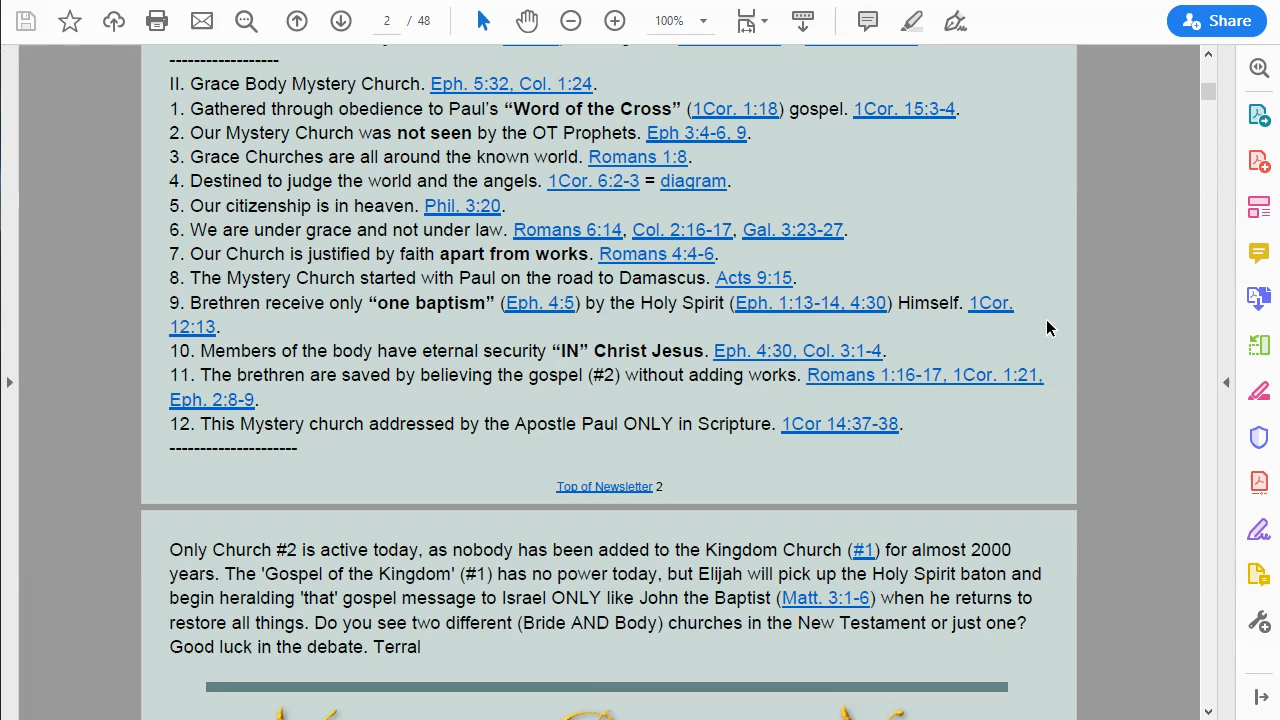 2 / 48
100%
Share
---------------------
II. Grace Body Mystery Church. Eph. 5:32, Col. 1:24.
1. Gathered through obedience to Paul's “Word of the Cross” (1Cor. 1:18) gospel. 1Cor. 15:3-4.
2. Our Mystery Church was not seen by the OT Prophets. Eph 3:4-6, 9.
3. Grace Churches are all around the known world. Romans 1:8.
4. Destined to judge the world and the angels. 1Cor. 6:2-3 = diagram.
5. Our citizenship is in heaven. Phil. 3:20.
6. We are under grace and not under law. Romans 6:14, Col. 2:16-17, Gal. 3:23-27.
7. Our Church is justified by faith apart from works. Romans 4:4-6.
8. The Mystery Church started with Paul on the road to Damascus. Acts 9:15.
9. Brethren receive only “one baptism” (Eph. 4:5) by the Holy Spirit (Eph. 1:13-14, 4:30) Himself. 1Cor.
12:13.
10. Members of the body have eternal security “IN” Christ Jesus. Eph. 4:30, Col. 3:1-4.
11. The brethren are saved by believing the gospel (#2) without adding works. Romans 1:16-17, 1Cor. 1:21,
Eph. 2:8-9.
12. This Mystery church addressed by the Apostle Paul ONLY in Scripture. 1Cor 14:37-38.
---------------------
Top of Newsletter 2
Only Church #2 is active today, as nobody has been added to the Kingdom Church (#1) for almost 2000
years. The 'Gospel of the Kingdom' (#1) has no power today, but Elijah will pick up the Holy Spirit baton and
begin heralding 'that' gospel message to Israel ONLY like John the Baptist (Matt. 3:1-6) when he returns to
restore all things. Do you see two different (Bride AND Body) churches in the New Testament or just one?
Good luck in the debate. Terral